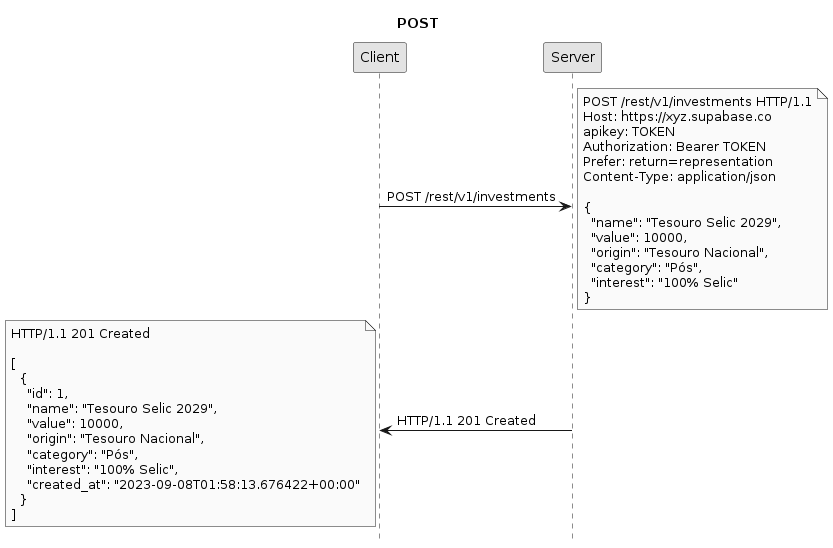 POST
Client
Server
POST /rest/v1/investments HTTP/1.1
Host: https://xyz.supabase.co
apikey: TOKEN
Authorization: Bearer TOKEN
Prefer: return=representation
Content-Type: application/json
POST /rest/v1/investments
{
"name": "Tesouro Selic 2029",
"value": 10000,
"origin": "Tesouro Nacional",
"category": "Pós",
"interest": "100% Selic"
}
HTTP/1.1 201 Created
[
{
"id": 1,
"name": "Tesouro Selic 2029",
"value": 10000,
"origin": "Tesouro Nacional",
"category": "Pós",
"interest": "100% Selic",
"created_at": "2023-09-08T01:58:13.676422+00:00"
}
]
HTTP/1.1 201 Created